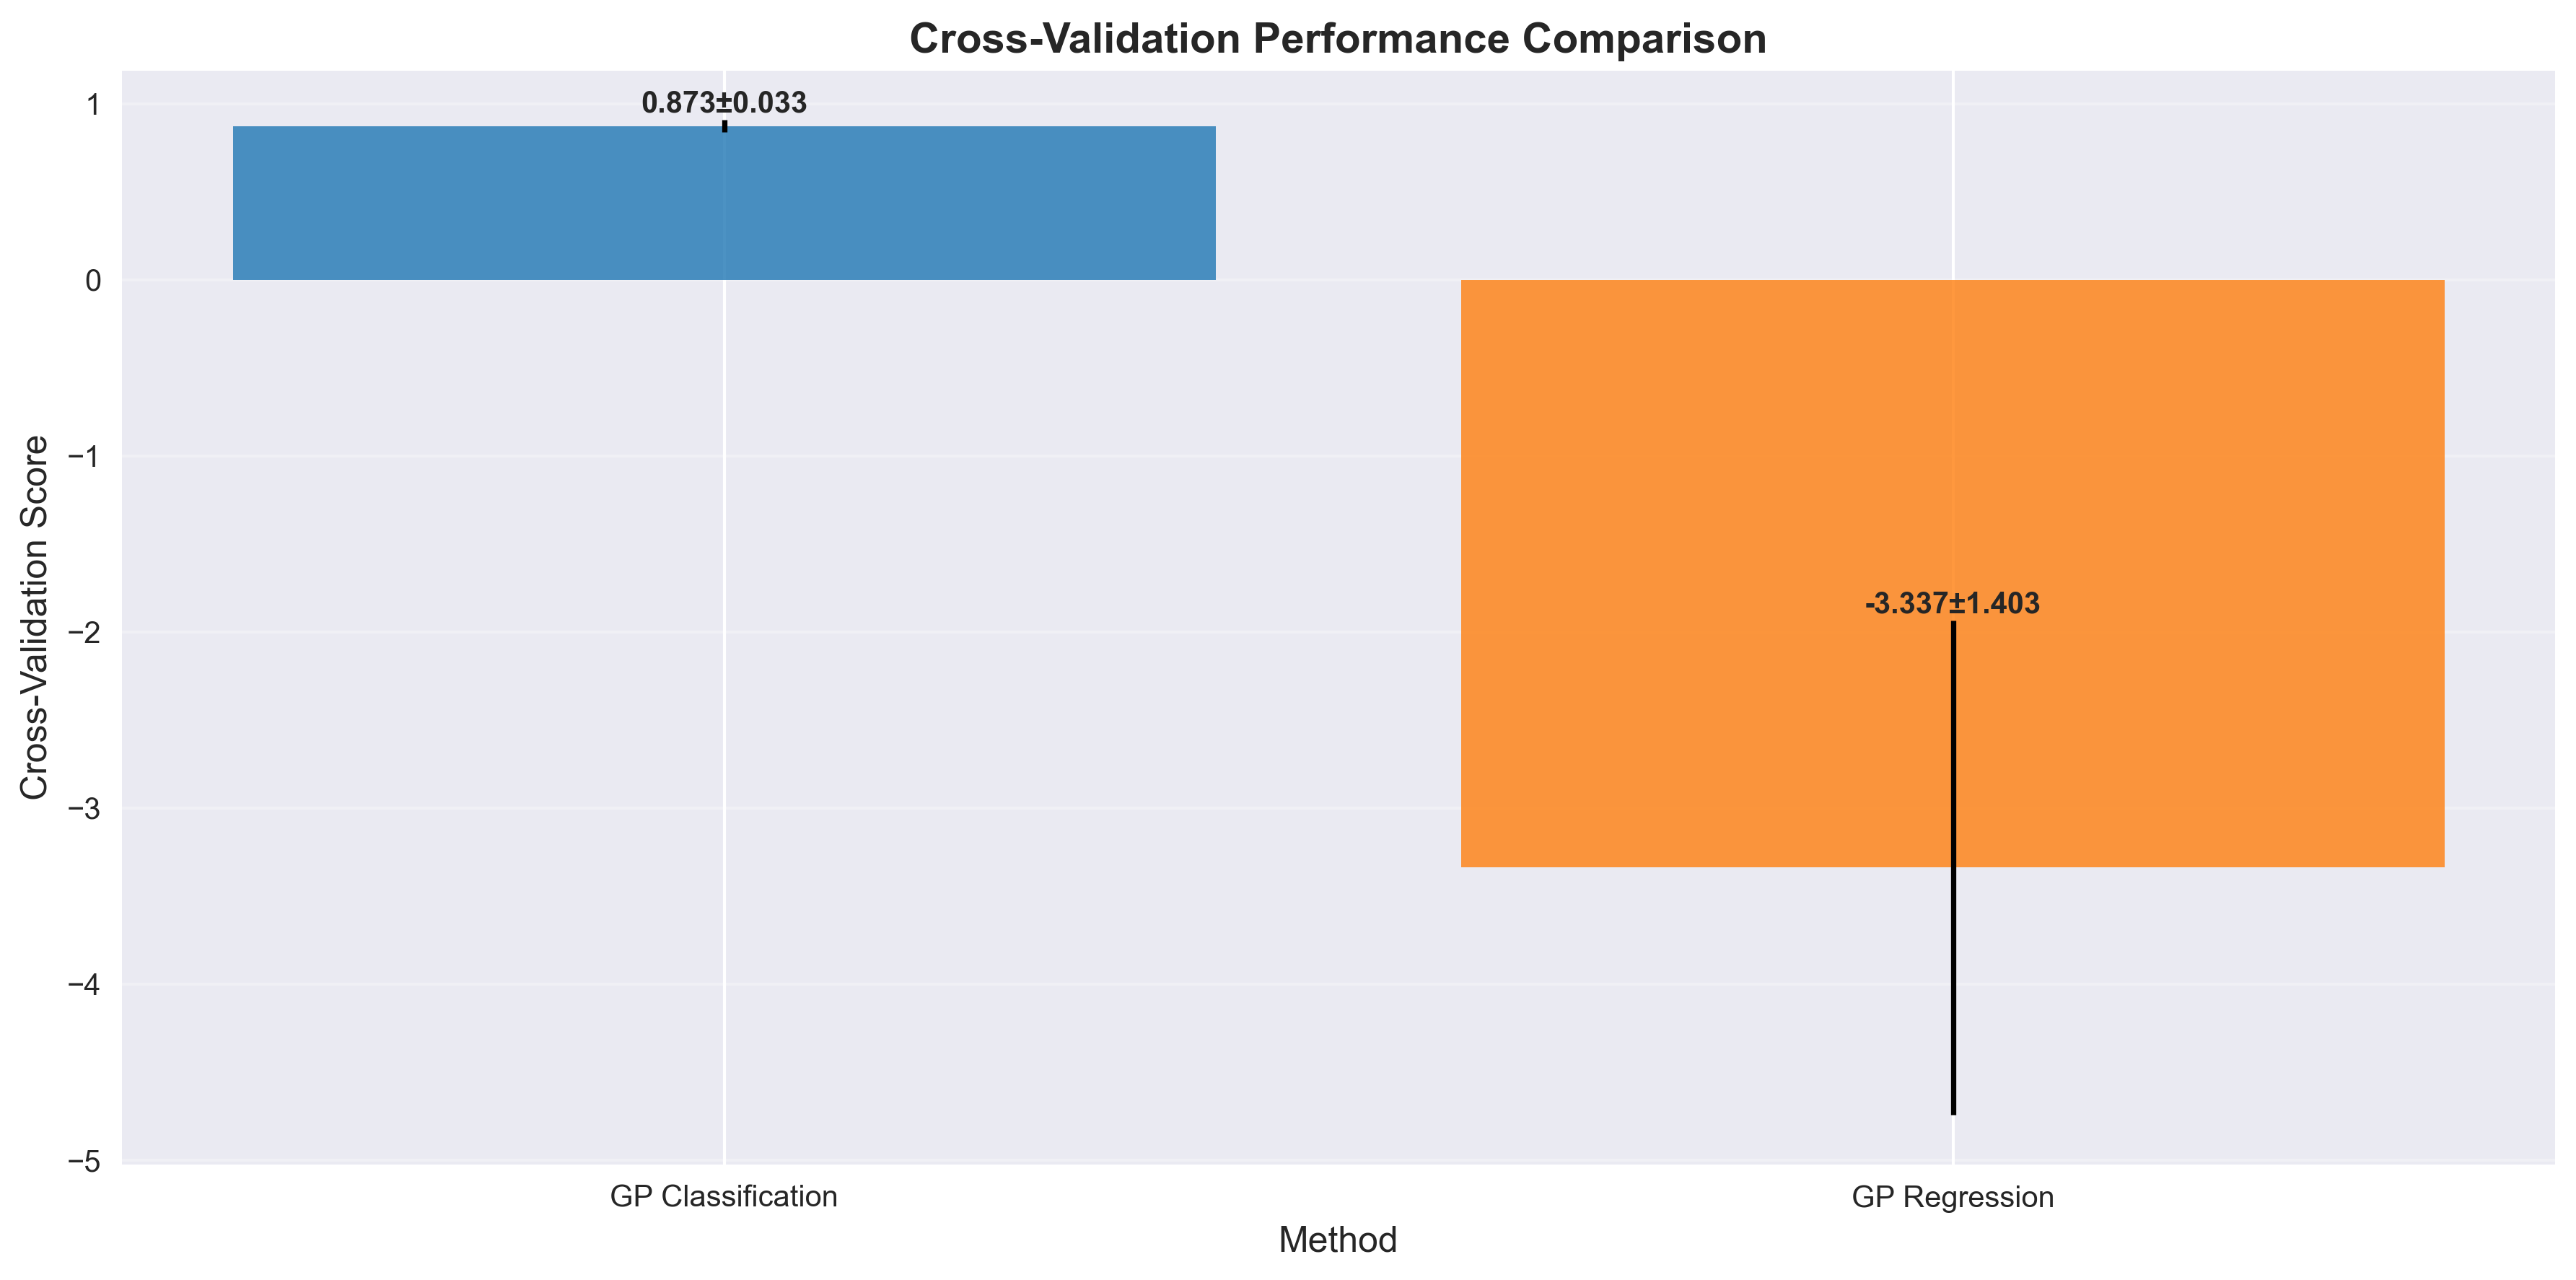 Cross-Validation Performance Comparison
Cross-Validation Score
1
0
−1
−2
−3
−4
−5
0.873±0.033
-3.337±1.403
GP Classification
GP Regression
Method